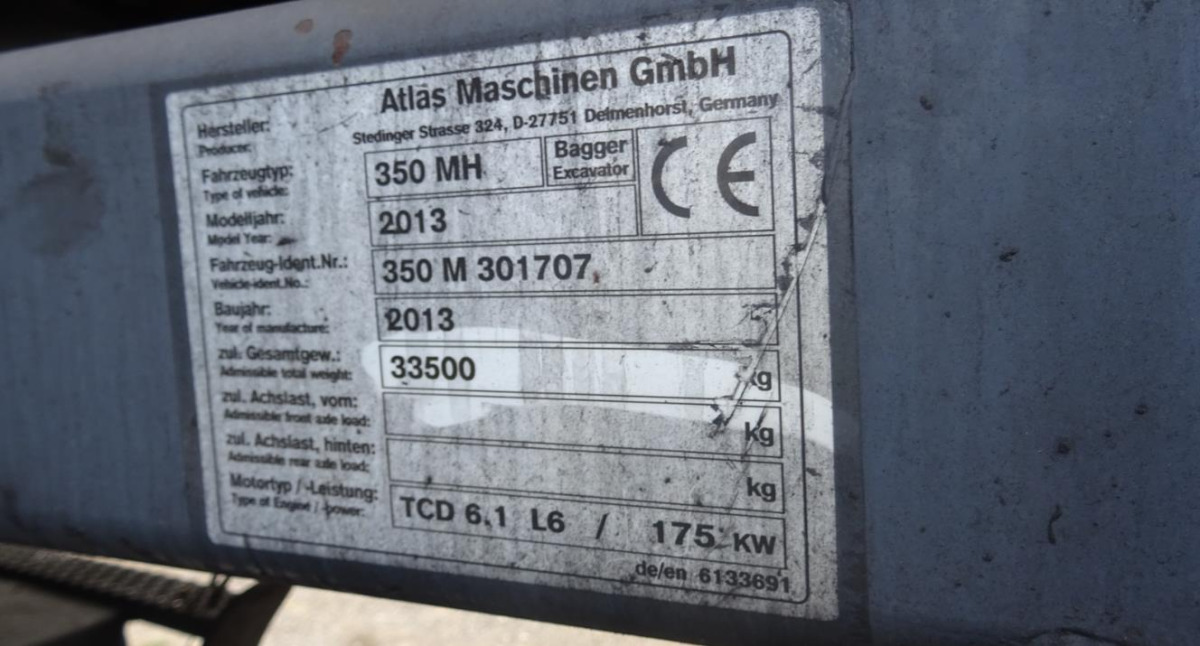 Atlas Maschinen GmbH
Stedinger Strasse 324, D-27751 Delmenhorst, Germany
Hersteller:
Producer:
Fahrzeugtyp: 350 MH Bagger
Type of vehicle: Excavator
CE
Modelljahr: 2013
Model Year:
Fahrzeug-Ident.Nr.: 350 M 301707
Vehicle-ident.No.:
Baujahr: 2013
Year of manufacture:
zul. Gesamtgew.: 33500 kg
Admissible total weight:
zul. Achslast, vorn: kg
Admissible front axle load:
zul. Achslast, hinten: kg
Admissible rear axle load:
Motortyp / -Leistung: TCD 6.1 L6 / 175 KW
Type of Engine / -power:
de/en 6133691